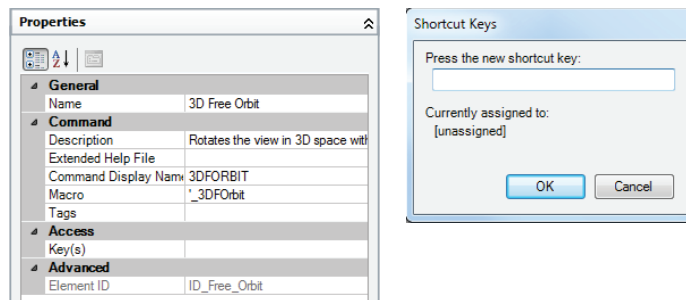 Properties
General
Name 3D Free Orbit
Command
Description Rotates the view in 3D space with
Extended Help File
Command Display Name 3DFORBIT
Macro '_3DFOrbit
Tags
Access
Key(s)
Advanced
Element ID ID_Free_Orbit
Shortcut Keys
Press the new shortcut key:
Currently assigned to:
[unassigned]
OK Cancel